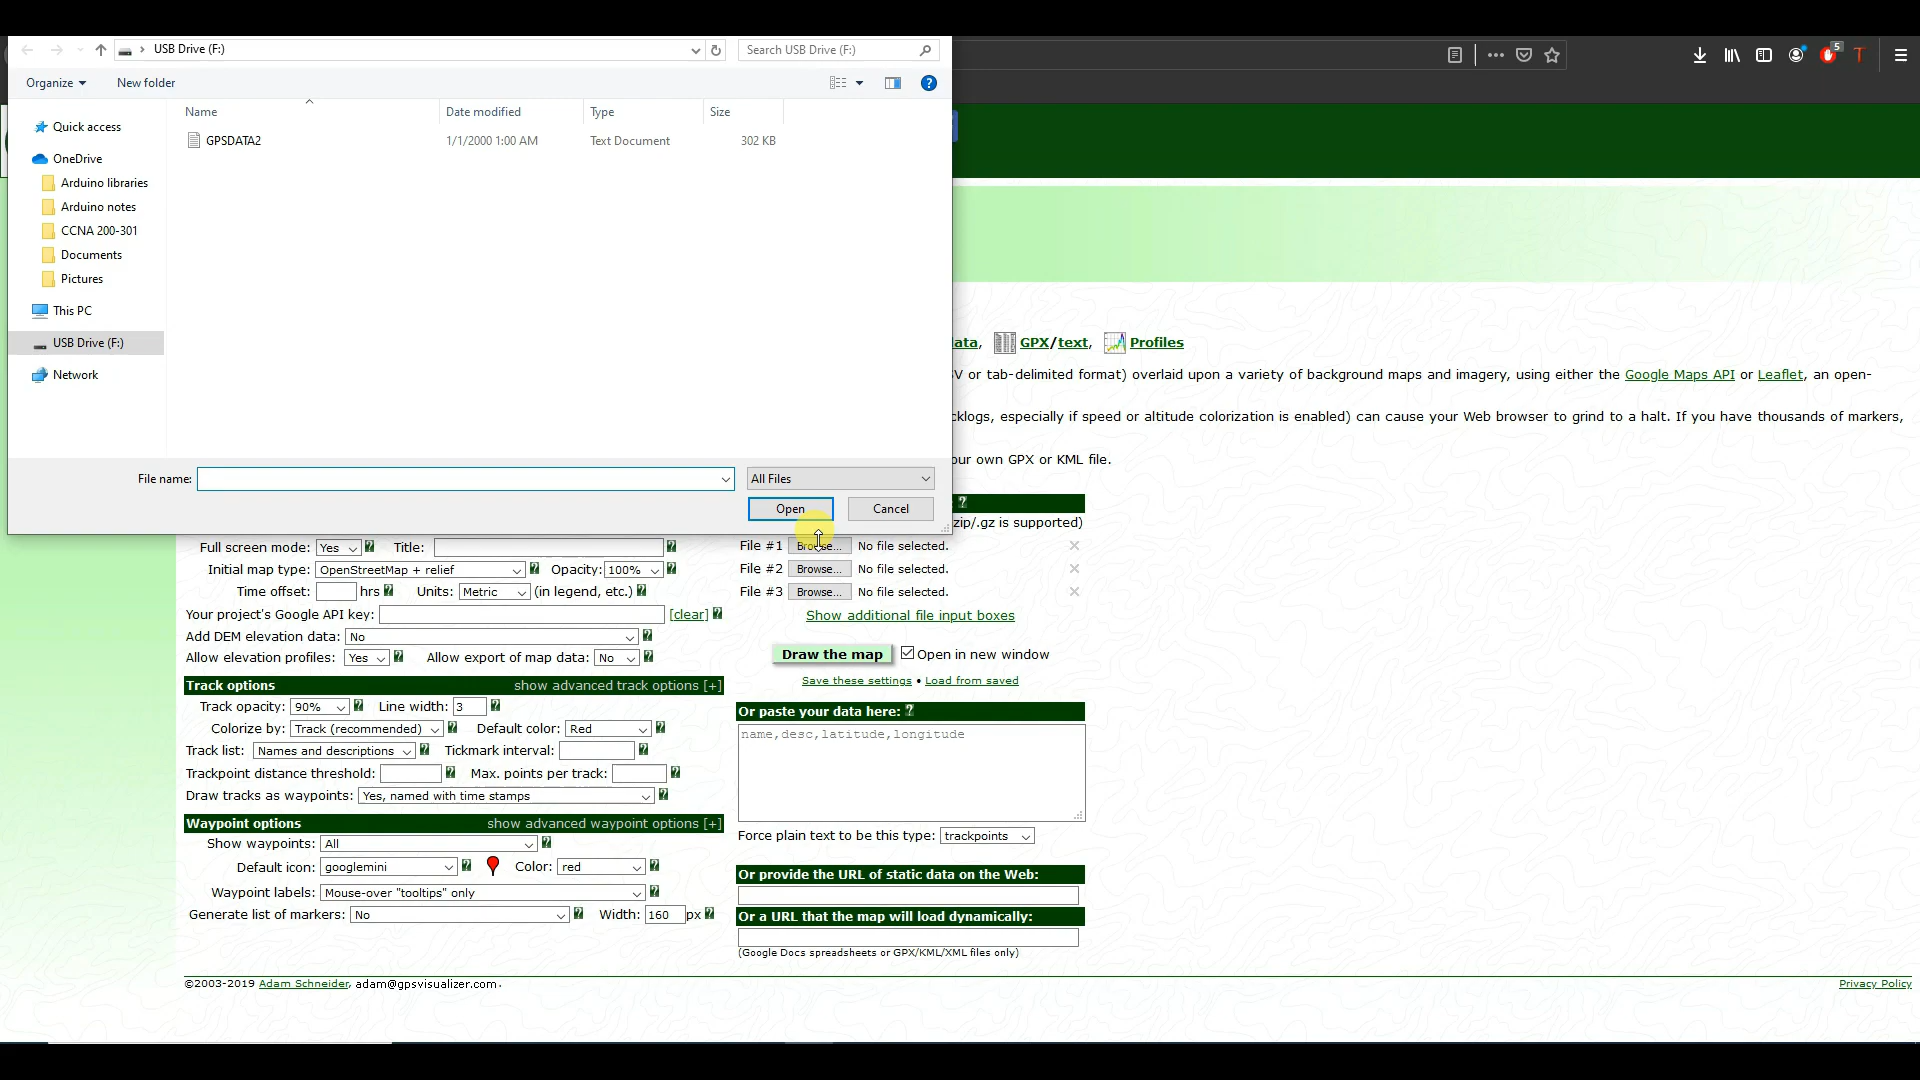 USB Drive (F:)
Search USB Drive (F:)
Organize
New folder
5
T
Name
Date modified
Type
Size
Quick access
GPSDATA2
1/1/2000 1:00 AM
Text Document
302 KB
OneDrive
Arduino libraries
Arduino notes
CCNA 200-301
Documents
Pictures
This PC
USB Drive (F:)
Network
ata, GPX/text, Profiles
V or tab-delimited format) overlaid upon a variety of background maps and imagery, using either the Google Maps API or Leaflet, an open-
cklogs, especially if speed or altitude colorization is enabled) can cause your Web browser to grind to a halt. If you have thousands of markers,
our own GPX or KML file.
File name:
All Files
Open
Cancel
?
zip/.gz is supported)
Full screen mode: Yes ? Title: ?
File #1 Browse... No file selected.
Initial map type: OpenStreetMap + relief ? Opacity: 100% ?
File #2 Browse... No file selected.
Time offset: hrs ? Units: Metric (in legend, etc.) ?
File #3 Browse... No file selected.
Your project's Google API key: [clear] ?
Show additional file input boxes
Add DEM elevation data: No ?
Allow elevation profiles: Yes ? Allow export of map data: No ?
Draw the map Open in new window
Save these settings • Load from saved
Track options show advanced track options [+]
Track opacity: 90% ? Line width: 3 ?
Colorize by: Track (recommended) ? Default color: Red ?
Track list: Names and descriptions ? Tickmark interval: ?
Trackpoint distance threshold: ? Max. points per track: ?
Draw tracks as waypoints: Yes, named with time stamps ?
Or paste your data here: ?
name,desc,latitude,longitude
Force plain text to be this type: trackpoints
Waypoint options show advanced waypoint options [+]
Show waypoints: All ?
Default icon: googlemini ? Color: red ?
Waypoint labels: Mouse-over "tooltips" only ?
Generate list of markers: No ? Width: 160 px ?
Or provide the URL of static data on the Web:
Or a URL that the map will load dynamically:
(Google Docs spreadsheets or GPX/KML/XML files only)
©2003-2019 Adam Schneider, adam@gpsvisualizer.com.
Privacy Policy